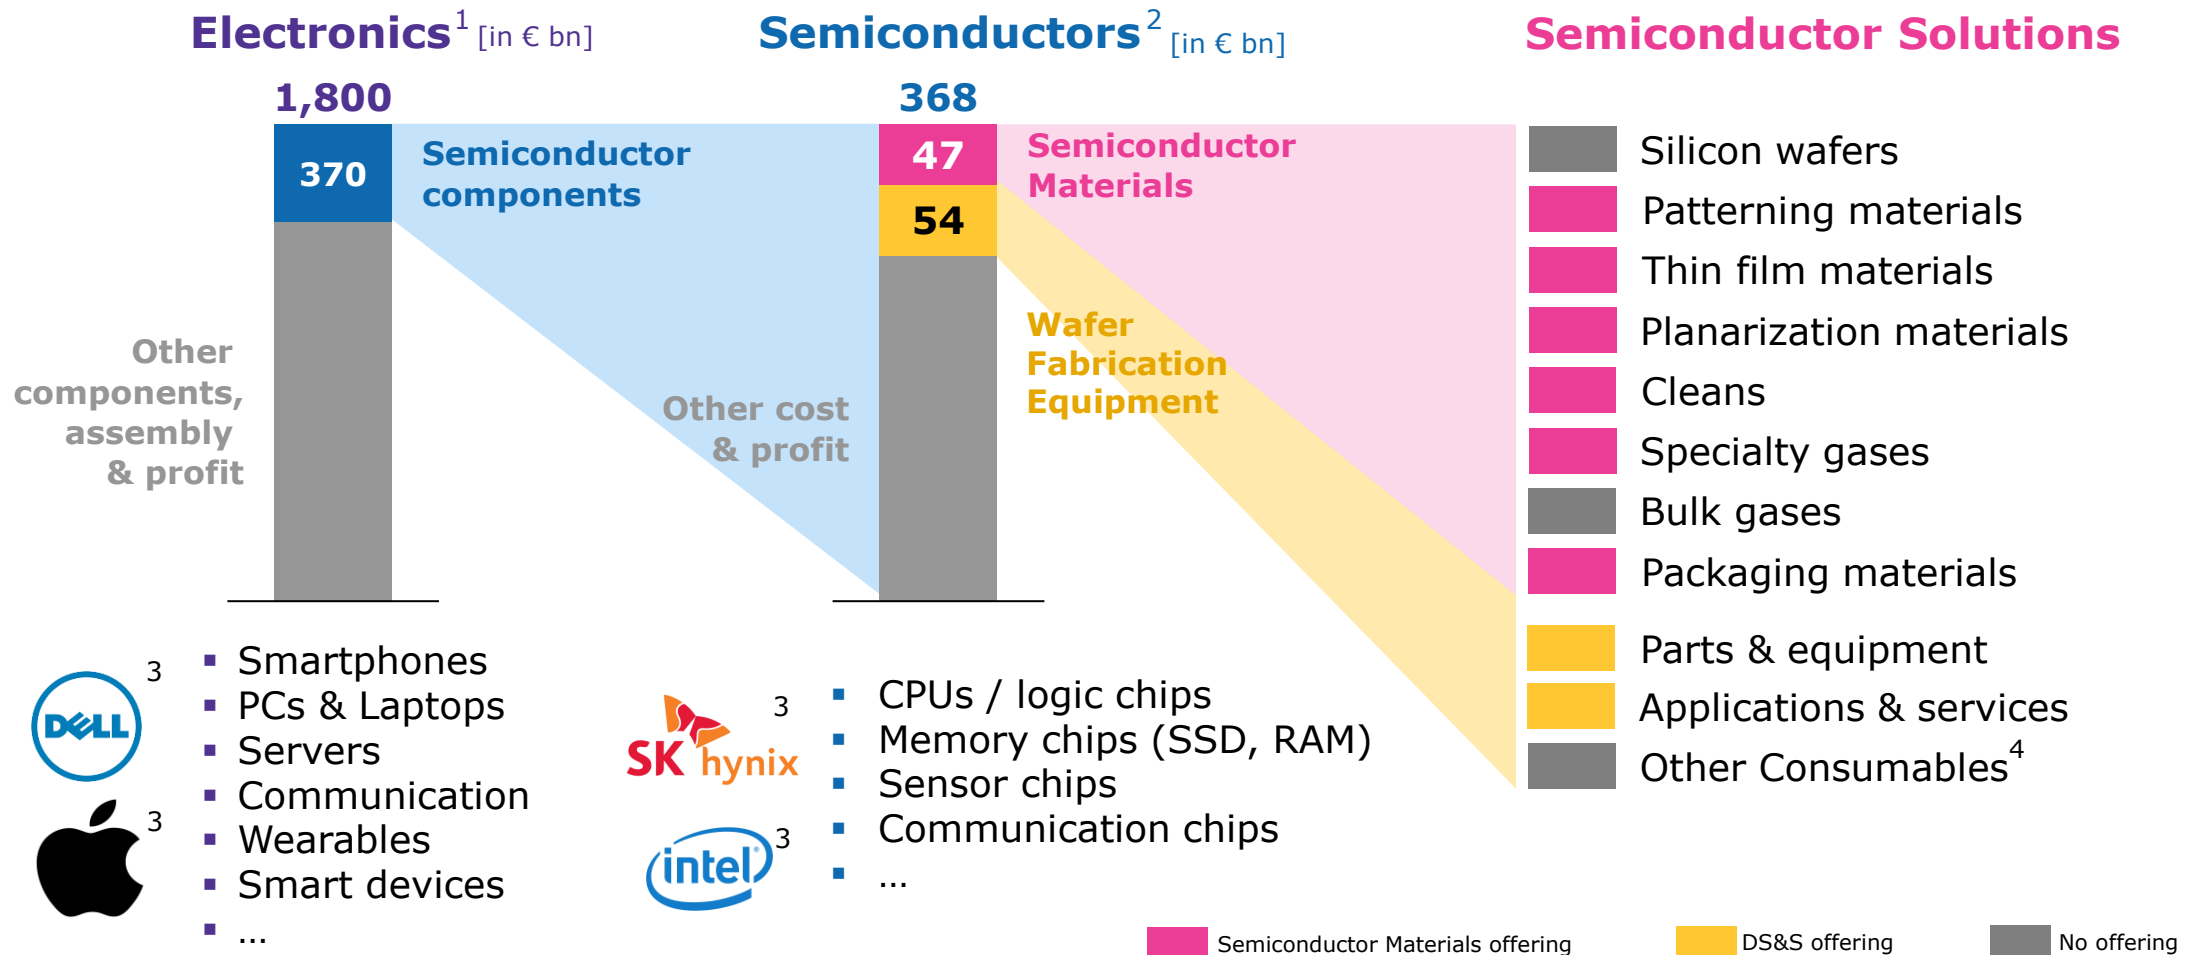 Electronics1 [in € bn]
1,800
370
Semiconductor
components
Other
components,
assembly
& profit
DELL
3
3
▪ Smartphones
▪ PCs & Laptops
▪ Servers
▪ Communication
▪ Wearables
▪ Smart devices
▪ ...
Semiconductors2 [in € bn]
368
47
54
Semiconductor
Materials
Wafer
Fabrication
Equipment
Other cost
& profit
SK hynix
3
intel
3
▪ CPUs / logic chips
▪ Memory chips (SSD, RAM)
▪ Sensor chips
▪ Communication chips
▪ ...
Semiconductor Solutions
Silicon wafers
Patterning materials
Thin film materials
Planarization materials
Cleans
Specialty gases
Bulk gases
Packaging materials
Parts & equipment
Applications & services
Other Consumables4
Semiconductor Materials offering
DS&S offering
No offering